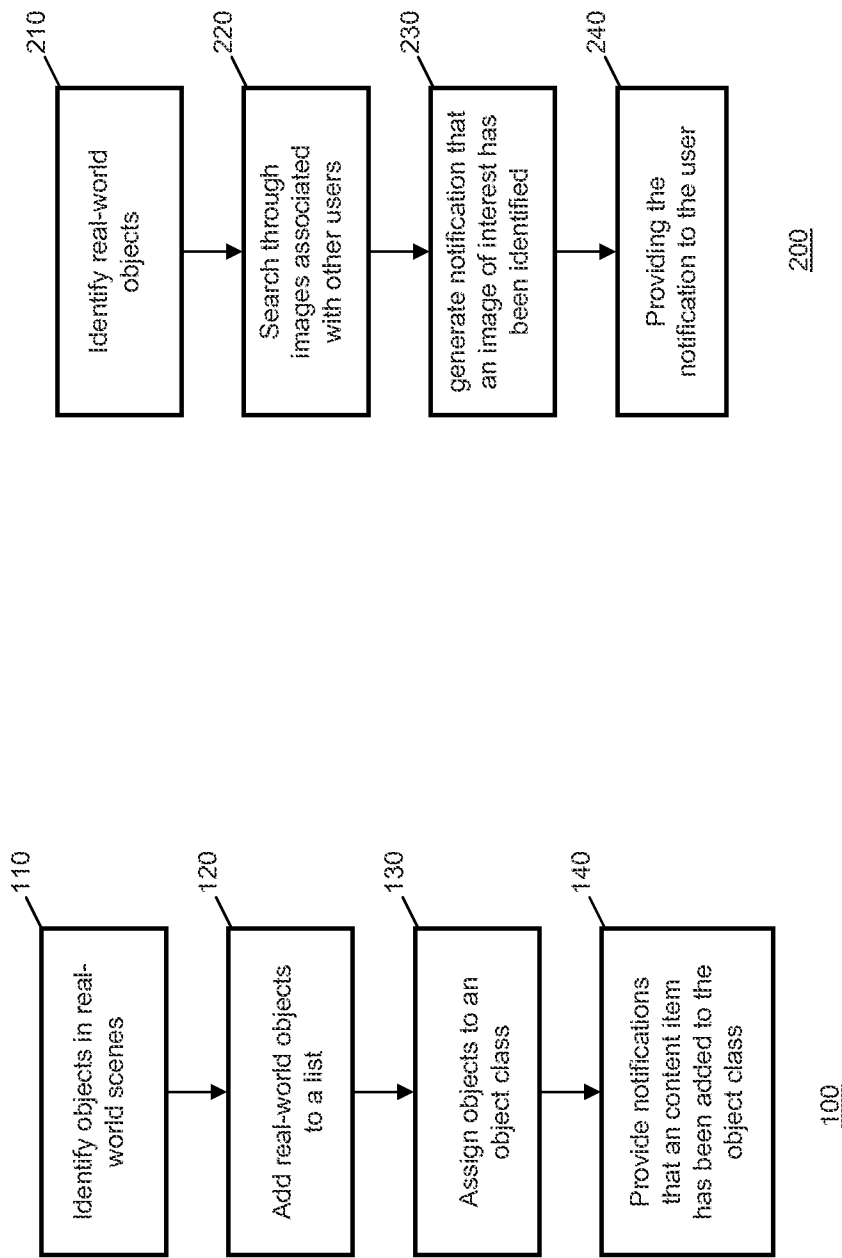 110
Identify objects in real-
world scenes
120
Add real-world objects
to a list
130
Assign objects to an
object class
140
Provide notifications
that an content item
has been added to the
object class
100
210
Identify real-world
objects
220
Search through
images associated
with other users
230
generate notification that
an image of interest has
been identified
240
Providing the
notification to the user
200